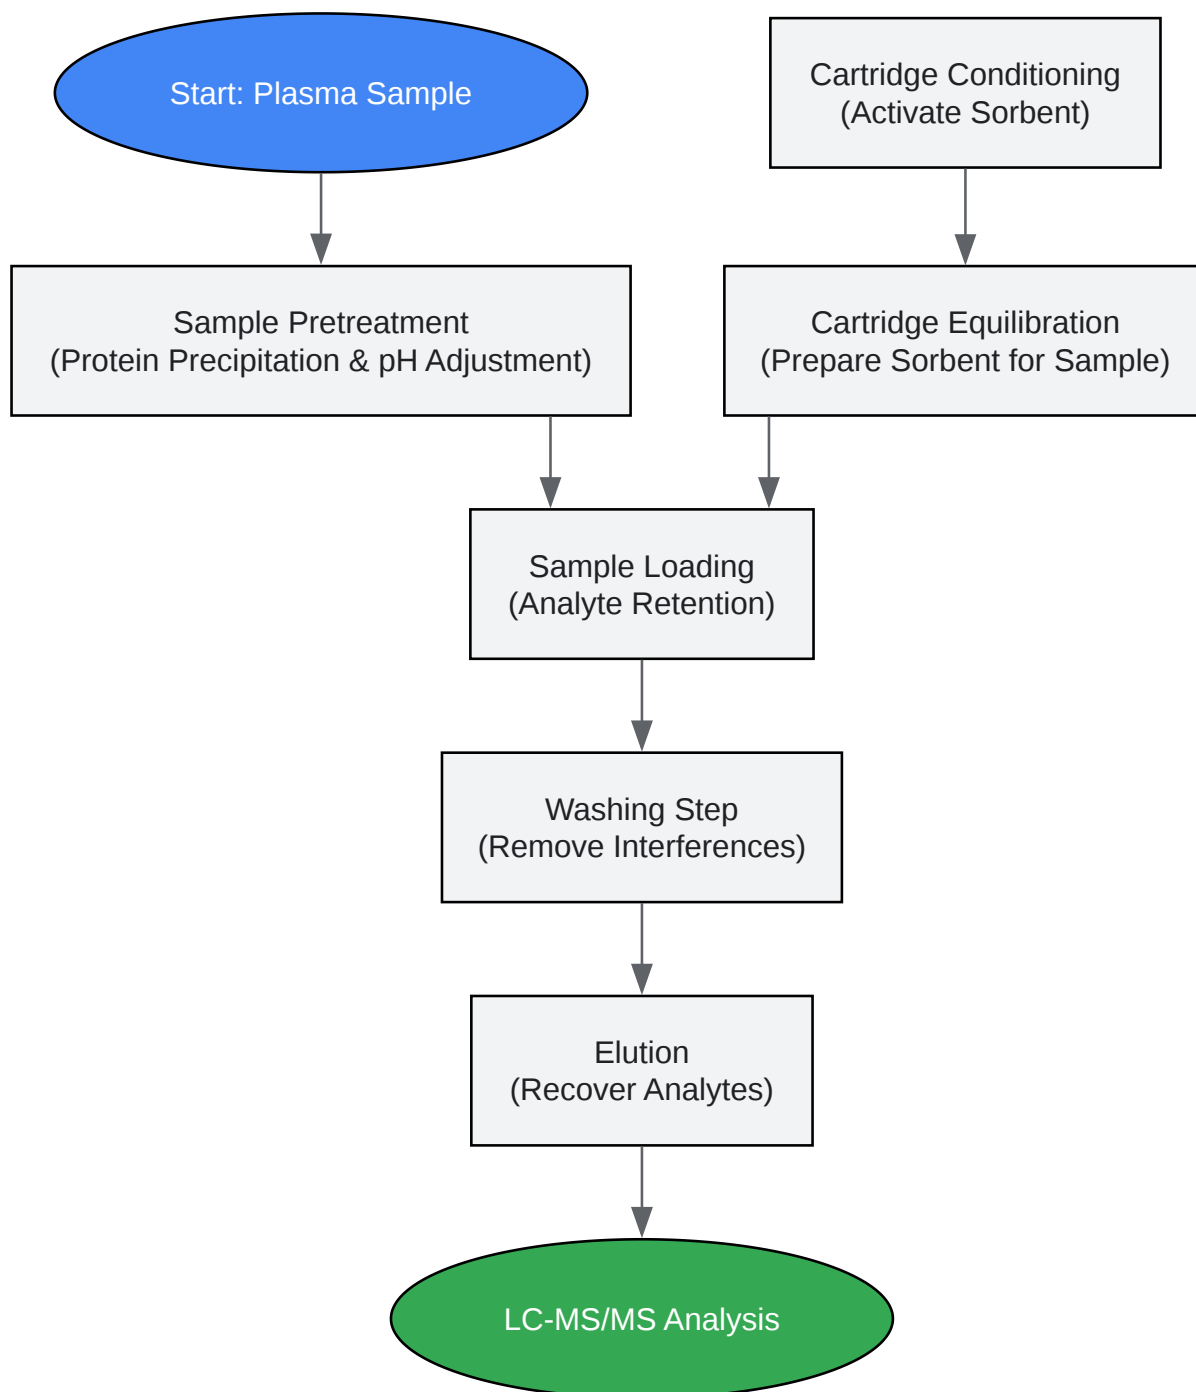 Start: Plasma Sample
Cartridge Conditioning
(Activate Sorbent)
Sample Pretreatment
(Protein Precipitation & pH Adjustment)
Cartridge Equilibration
(Prepare Sorbent for Sample)
Sample Loading
(Analyte Retention)
Washing Step
(Remove Interferences)
Elution
(Recover Analytes)
LC-MS/MS Analysis